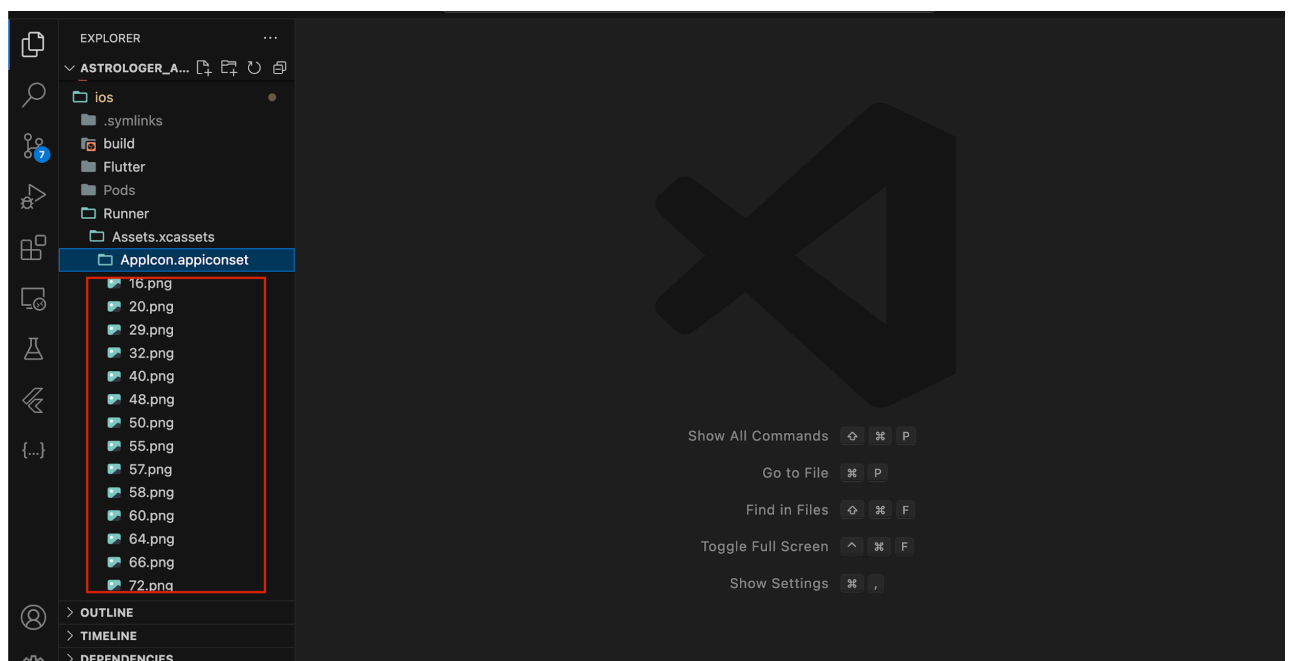 EXPLORER
ASTROLOGER_A...
ios
.symlinks
build
Flutter
Pods
Runner
Assets.xcassets
AppIcon.appiconset
16.png
20.png
29.png
32.png
40.png
48.png
50.png
55.png
57.png
58.png
60.png
64.png
66.png
72.png
OUTLINE
TIMELINE
DEPENDENCIES
7
{...}
Show All Commands ⇧ ⌘ P
Go to File ⌘ P
Find in Files ⇧ ⌘ F
Toggle Full Screen ^ ⌘ F
Show Settings ⌘ ,